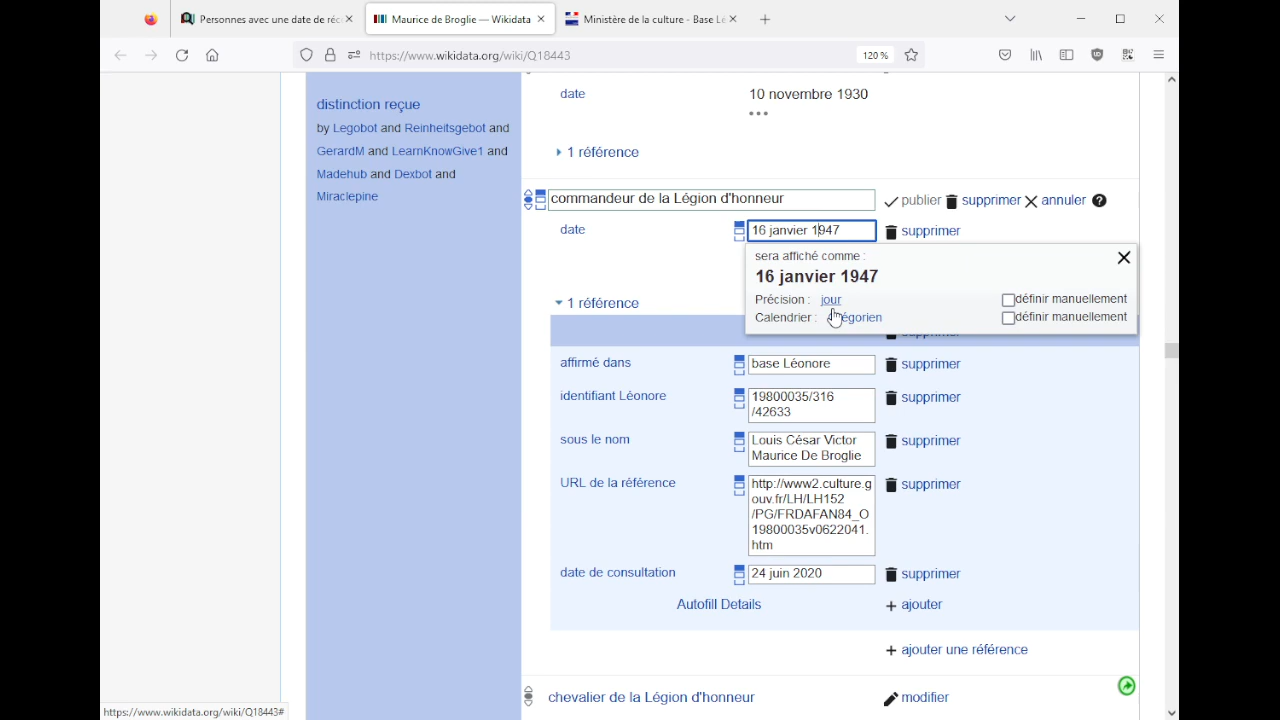 Personnes avec une date de réc
Maurice de Broglie — Wikidata
Ministère de la culture - Base Lé
https://www.wikidata.org/wiki/Q18443
120 %
date
10 novembre 1930
distinction reçue
by Legobot and Reinheitsgebot and
GerardM and LearnKnowGive1 and
Madehub and Dexbot and
Miraclepine
1 référence
commandeur de la Légion d'honneur
publier supprimer annuler
date
16 janvier 1947
supprimer
sera affiché comme :
16 janvier 1947
Précision : jour
définir manuellement
Calendrier :
définir manuellement
1 référence
affirmé dans
base Léonore
supprimer
identifiant Léonore
19800035/316
/42633
supprimer
sous le nom
Louis César Victor
Maurice De Broglie
supprimer
URL de la référence
http://www2.culture.g
ouv.fr/LH/LH152
/PG/FRDAFAN84_O
19800035v0622041.
htm
supprimer
date de consultation
24 juin 2020
supprimer
Autofill Details
+ ajouter
+ ajouter une référence
chevalier de la Légion d'honneur
modifier
https://www.wikidata.org/wiki/Q18443#